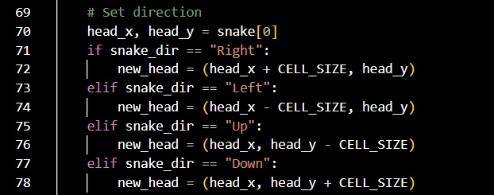 69 # Set direction
70 head_x, head_y = snake[0]
71 if snake_dir == "Right":
72 new_head = (head_x + CELL_SIZE, head_y)
73 elif snake_dir == "Left":
74 new_head = (head_x - CELL_SIZE, head_y)
75 elif snake_dir == "Up":
76 new_head = (head_x, head_y - CELL_SIZE)
77 elif snake_dir == "Down":
78 new_head = (head_x, head_y + CELL_SIZE)